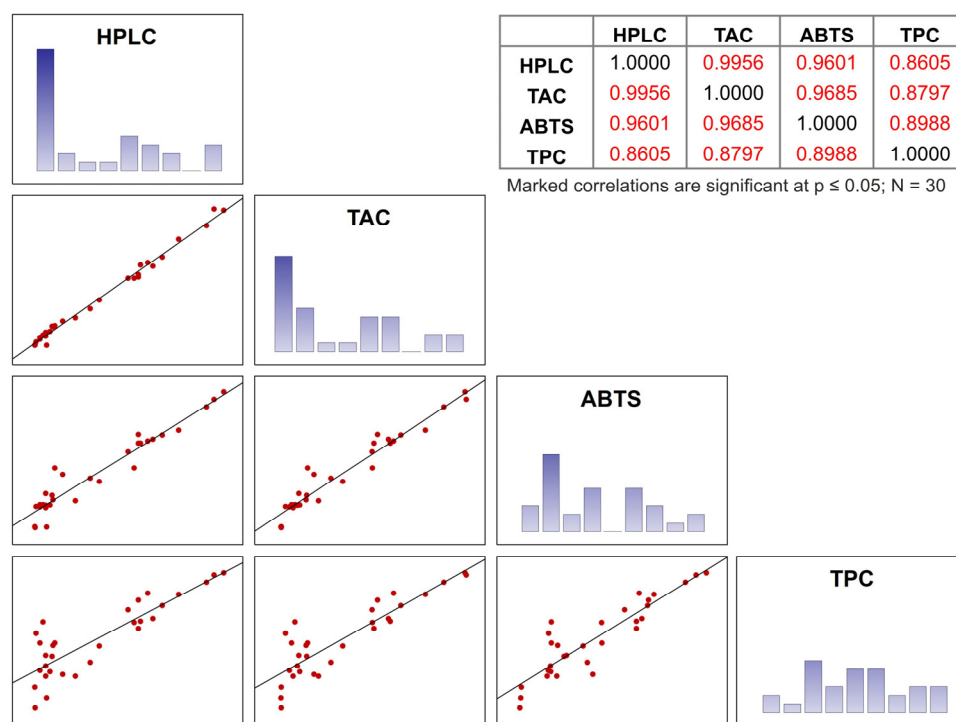 HPLC
HPLC TAC ABTS TPC
HPLC 1.0000 0.9956 0.9601 0.8605
TAC 0.9956 1.0000 0.9685 0.8797
ABTS 0.9601 0.9685 1.0000 0.8988
TPC 0.8605 0.8797 0.8988 1.0000
Marked correlations are significant at p ≤ 0.05; N = 30
TAC
ABTS
TPC